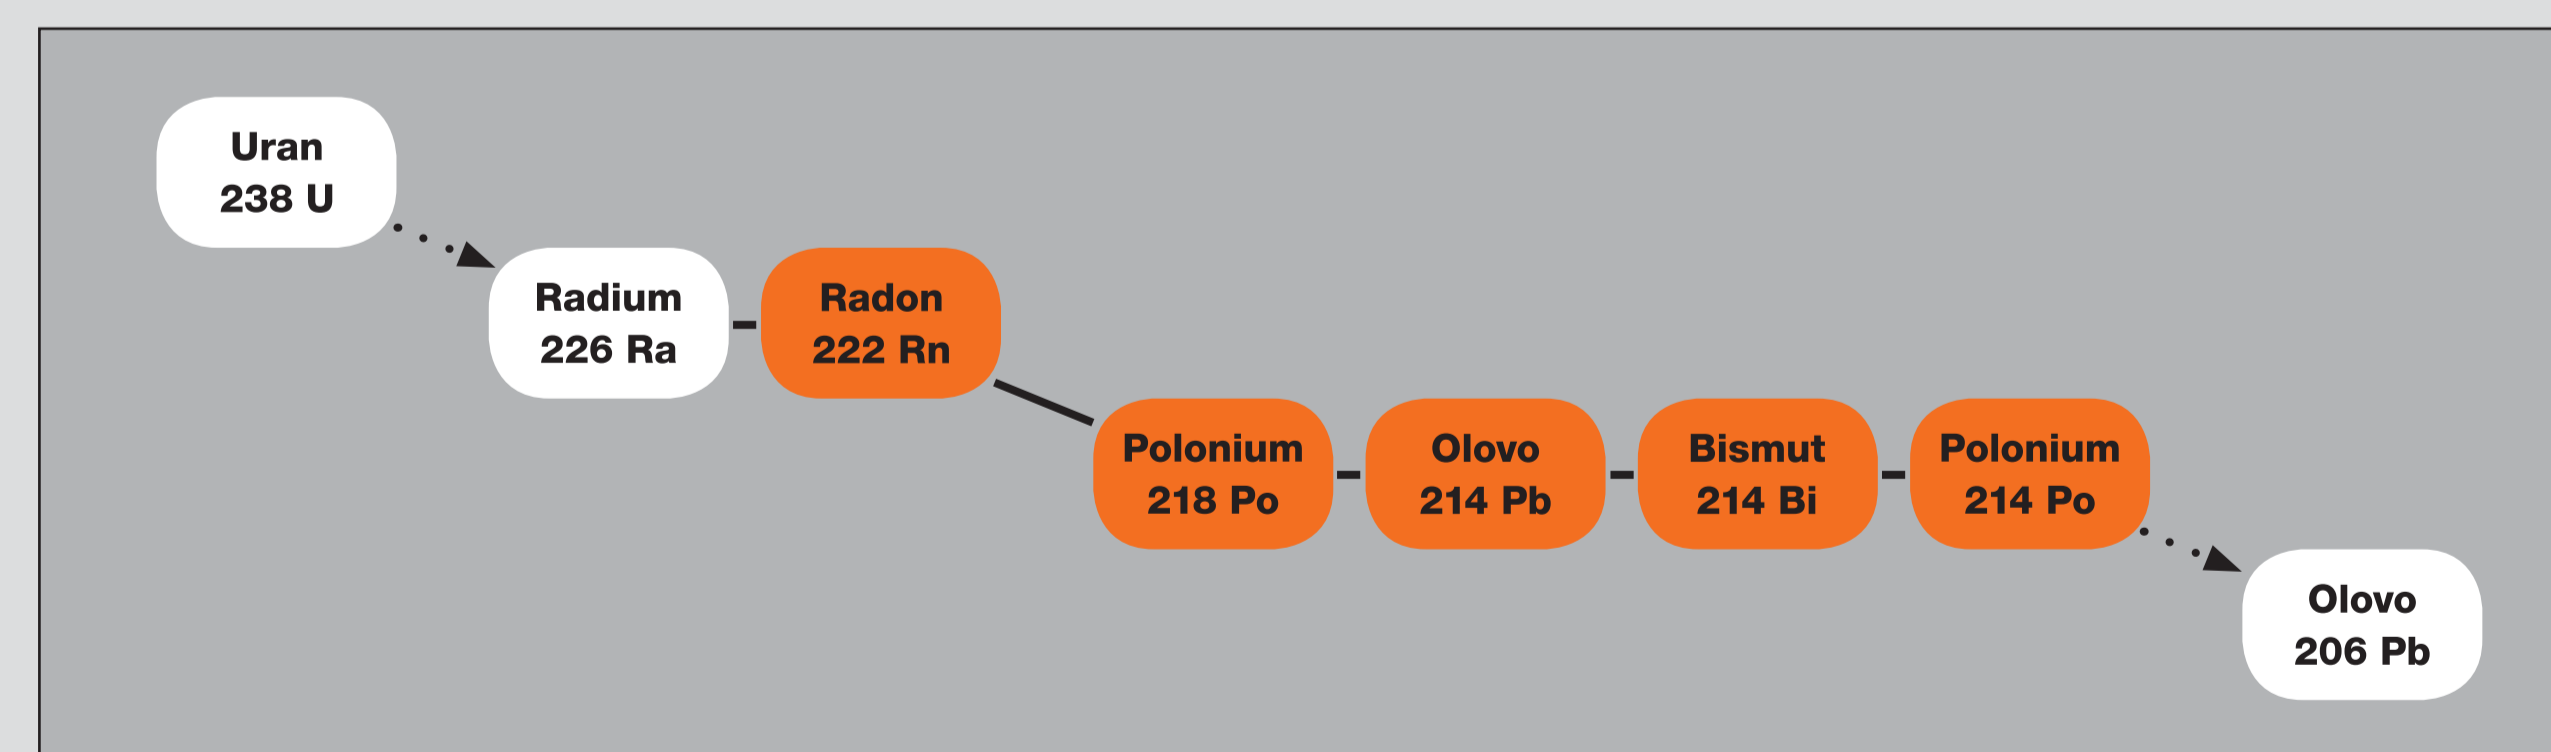 Uran
238 U
Radium
226 Ra
Radon
222 Rn
Polonium
218 Po
Olovo
214 Pb
Bismut
214 Bi
Polonium
214 Po
Olovo
206 Pb